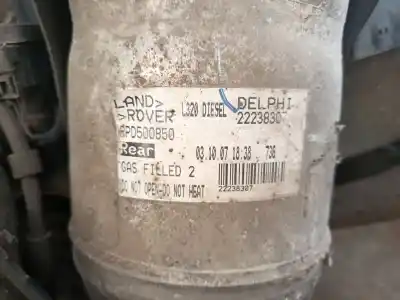 LAND> L320 DIESEL DELPHI
>ROVER 22238307
RPD500850
Rear 03.10.07 18:38 736
GAS FILLED 2
DO NOT OPEN-DO NOT HEAT 22238307